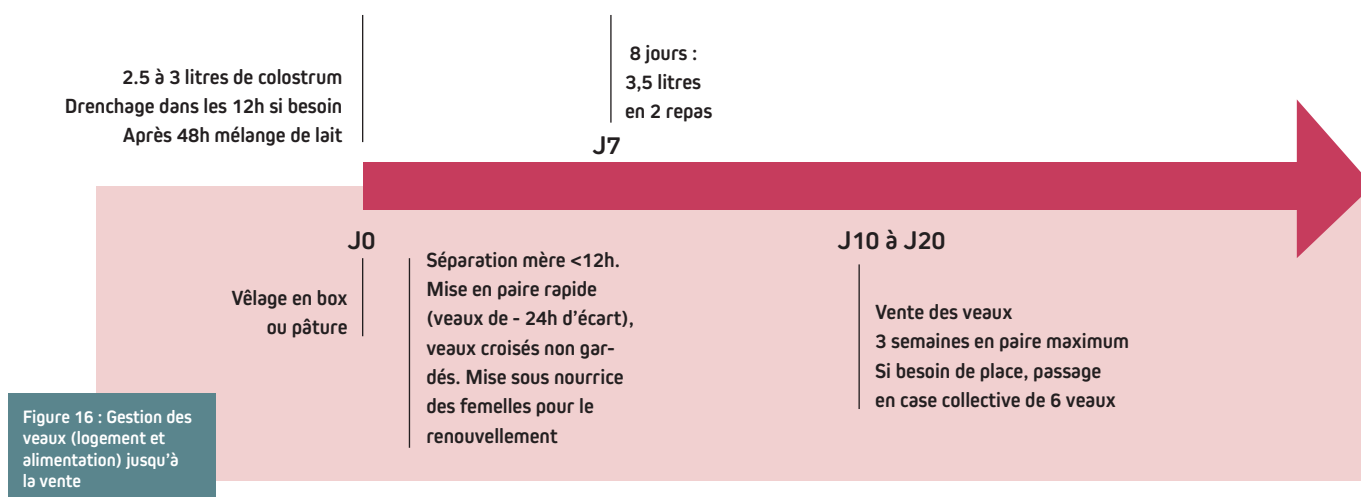 2.5 à 3 litres de colostrum
Drenchage dans les 12h si besoin
Après 48h mélange de lait
8 jours :
3,5 litres
en 2 repas
J7
J0
Vêlage en box
ou pâture
Séparation mère <12h.
Mise en paire rapide
(veaux de - 24h d'écart),
veaux croisés non gar-
dés. Mise sous nourrice
des femelles pour le
renouvellement
J10 à J20
Vente des veaux
3 semaines en paire maximum
Si besoin de place, passage
en case collective de 6 veaux
Figure 16 : Gestion des
veaux (logement et
alimentation) jusqu'à
la vente